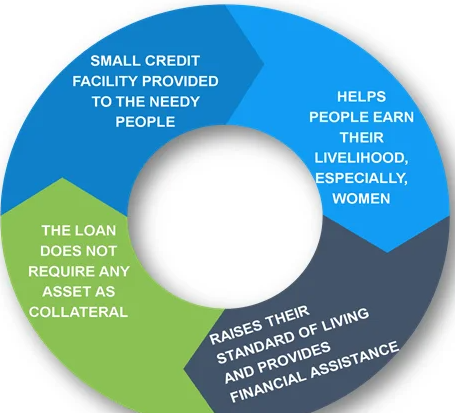 SMALL CREDIT
FACILITY PROVIDED
TO THE NEEDY
PEOPLE
HELPS
PEOPLE EARN
THEIR
LIVELIHOOD,
ESPECIALLY,
WOMEN
RAISES THEIR
STANDARD OF LIVING
AND PROVIDES
FINANCIAL ASSISTANCE
THE LOAN
DOES NOT
REQUIRE ANY
ASSET AS
COLLATERAL